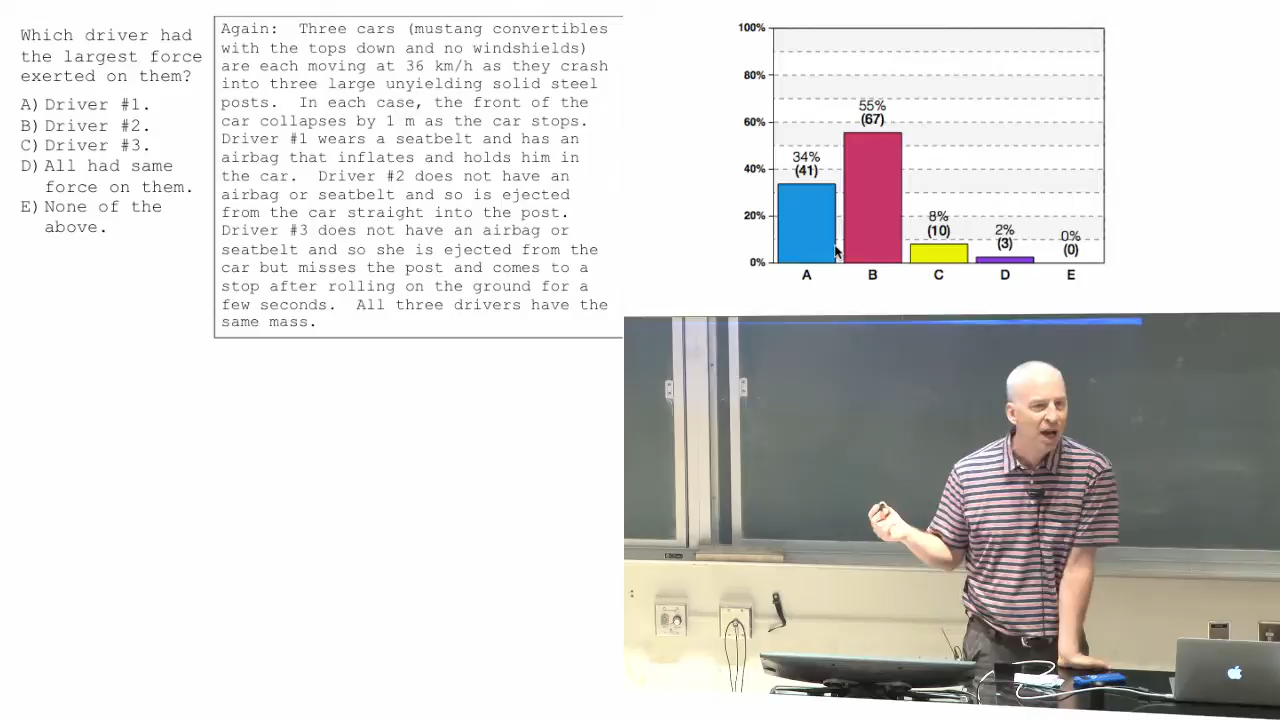 Which driver had
the largest force
exerted on them?
A) Driver #1.
B) Driver #2.
C) Driver #3.
D) All had same
force on them.
E) None of the
above.
Again: Three cars (mustang convertibles
with the tops down and no windshields)
are each moving at 36 km/h as they crash
into three large unyielding solid steel
posts. In each case, the front of the
car collapses by 1 m as the car stops.
Driver #1 wears a seatbelt and has an
airbag that inflates and holds him in
the car. Driver #2 does not have an
airbag or seatbelt and so is ejected
from the car straight into the post.
Driver #3 does not have an airbag or
seatbelt and so she is ejected from the
car but misses the post and comes to a
stop after rolling on the ground for a
few seconds. All three drivers have the
same mass.
100%
80%
60%
40%
20%
0%
34%
(41)
55%
(67)
8%
(10)
2%
(3)
0%
(0)
A B C D E